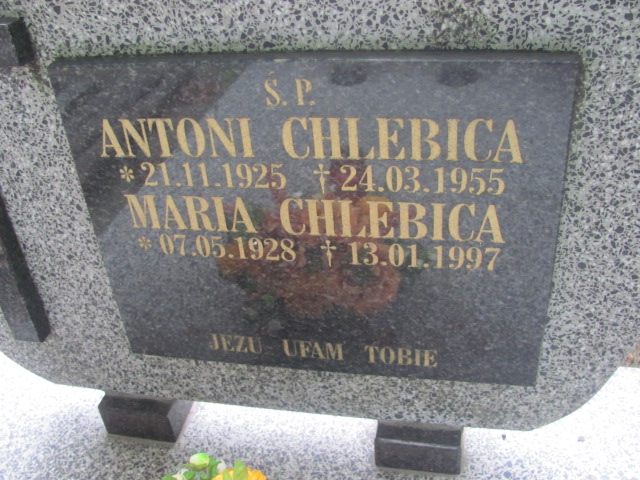 Ś. P.
ANTONI CHLEBICA
* 21.11.1925 † 24.03.1955
MARIA CHLEBICA
* 07.05.1928 † 13.01.1997
JEZU UFAM TOBIE